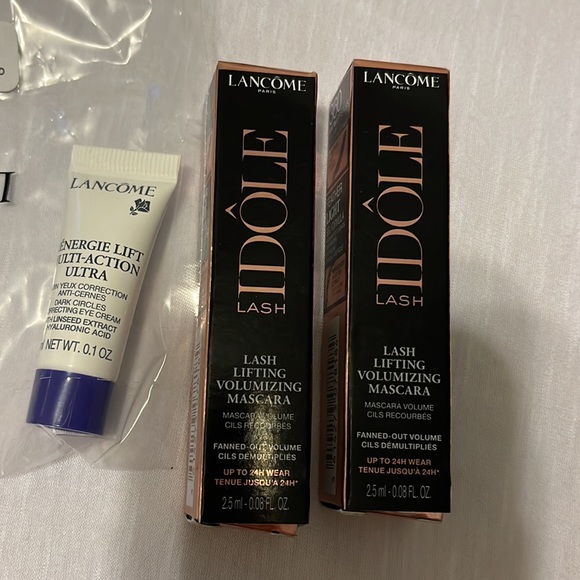 LANCÔME
ÉNERGIE LIFT
ULTI-ACTION
ULTRA
YEUX CORRECTION
ANTI-CERNES
DARK CIRCLES
RECTING EYE CREAM
LINSEED EXTRACT
HYALURONIC ACID
NET WT. 0.1 OZ.
LANCÔME
PARIS
IDÔLE
LASH
LASH
LIFTING
VOLUMIZING
MASCARA
MASCARA VOLUME
CILS RECOURBÉS
FANNED-OUT VOLUME
CILS DÉMULTIPLIÉS
UP TO 24H WEAR
TENUE JUSQU'À 24H*
2.5 ml - 0.08 FL. OZ.
LANCÔME
PARIS
IDÔLE
LASH
LASH
LIFTING
VOLUMIZING
MASCARA
MASCARA VOLUME
CILS RECOURBÉS
FANNED-OUT VOLUME
CILS DÉMULTIPLIÉS
UP TO 24H WEAR
TENUE JUSQU'À 24H*
2.5 ml - 0.08 FL. OZ.